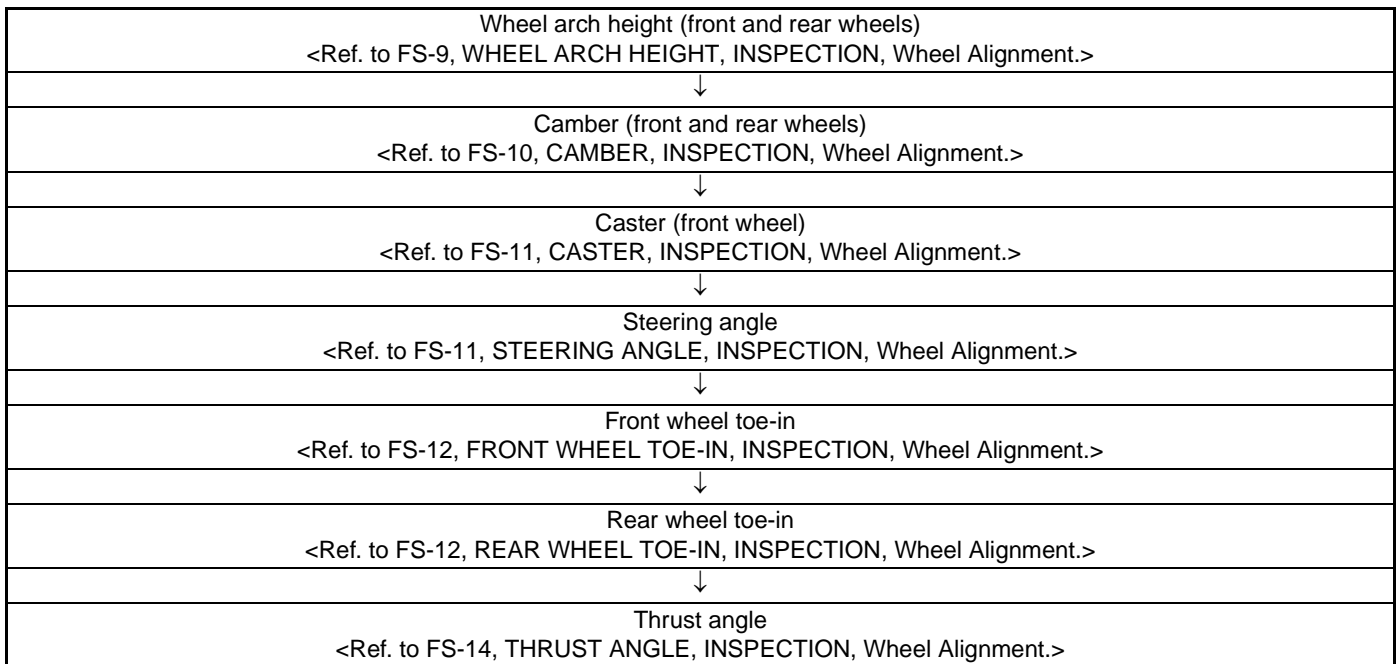 Wheel arch height (front and rear wheels)
<Ref. to FS-9, WHEEL ARCH HEIGHT, INSPECTION, Wheel Alignment.>
↓
Camber (front and rear wheels)
<Ref. to FS-10, CAMBER, INSPECTION, Wheel Alignment.>
↓
Caster (front wheel)
<Ref. to FS-11, CASTER, INSPECTION, Wheel Alignment.>
↓
Steering angle
<Ref. to FS-11, STEERING ANGLE, INSPECTION, Wheel Alignment.>
↓
Front wheel toe-in
<Ref. to FS-12, FRONT WHEEL TOE-IN, INSPECTION, Wheel Alignment.>
↓
Rear wheel toe-in
<Ref. to FS-12, REAR WHEEL TOE-IN, INSPECTION, Wheel Alignment.>
↓
Thrust angle
<Ref. to FS-14, THRUST ANGLE, INSPECTION, Wheel Alignment.>